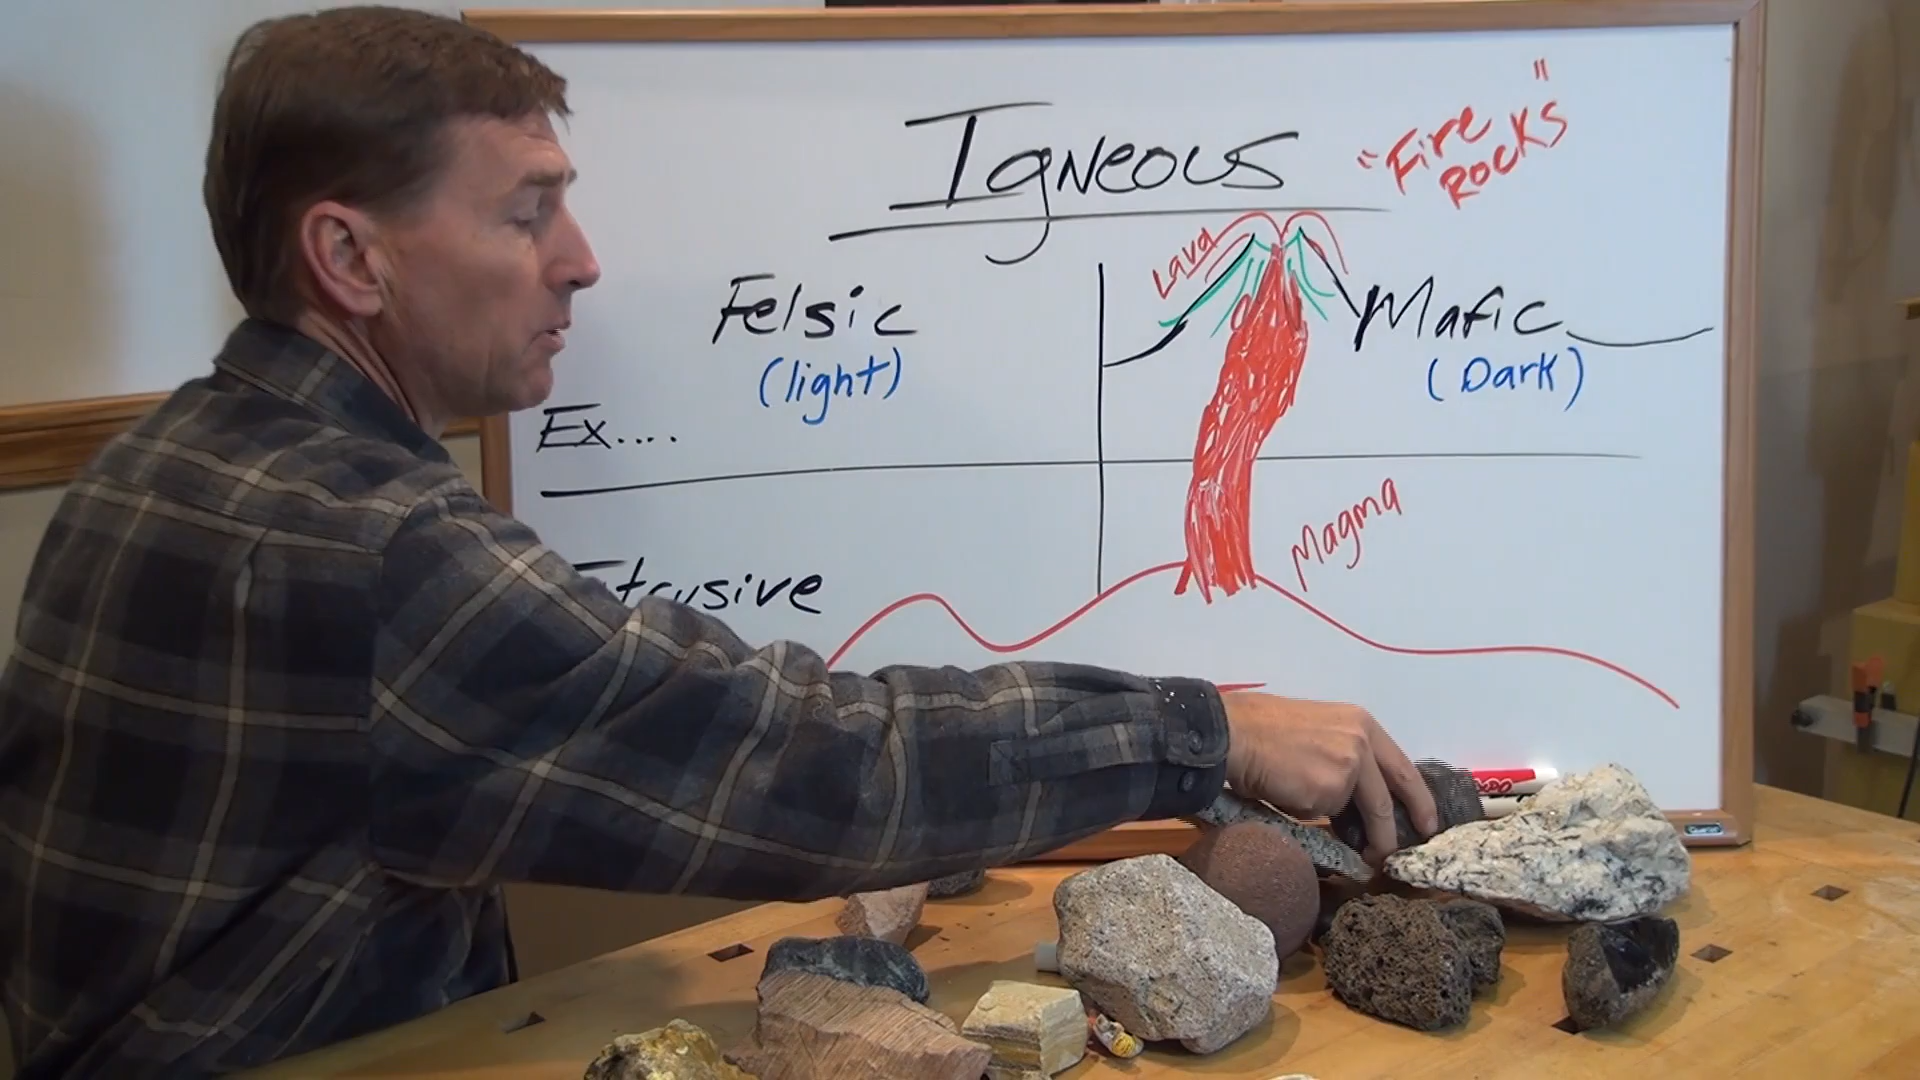 Igneous
"Fire
Rocks"
Lava
Felsic
Mafic
(light)
(Dark)
Ex....
Magma